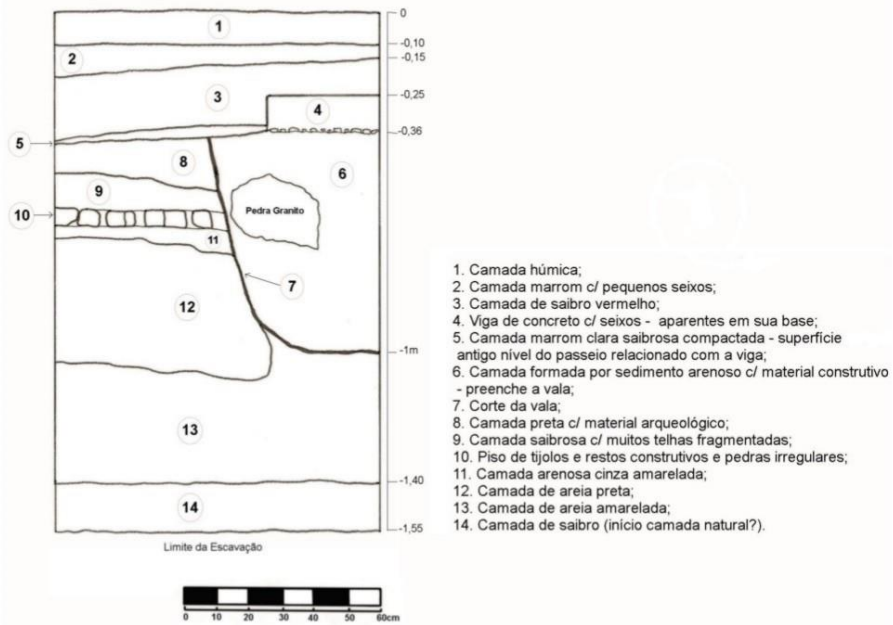 1
0
-0,10
2
-0,15
3
-0,25
4
-0,36
5
8
6
9
10
Pedra Granito
11
7
12
-1m
13
-1,40
14
-1,55
Limite da Escavação
0 10 20 30 40 50 60cm
1. Camada húmica;
2. Camada marrom c/ pequenos seixos;
3. Camada de saibro vermelho;
4. Viga de concreto c/ seixos - aparentes em sua base;
5. Camada marrom clara saibrosa compactada - superfície
antigo nível do passeio relacionado com a viga;
6. Camada formada por sedimento arenoso c/ material construtivo
- preenche a vala;
7. Corte da vala;
8. Camada preta c/ material arqueológico;
9. Camada saibrosa c/ muitos telhas fragmentadas;
10. Piso de tijolos e restos construtivos e pedras irregulares;
11. Camada arenosa cinza amarelada;
12. Camada de areia preta;
13. Camada de areia amarelada;
14. Camada de saibro (início camada natural?).